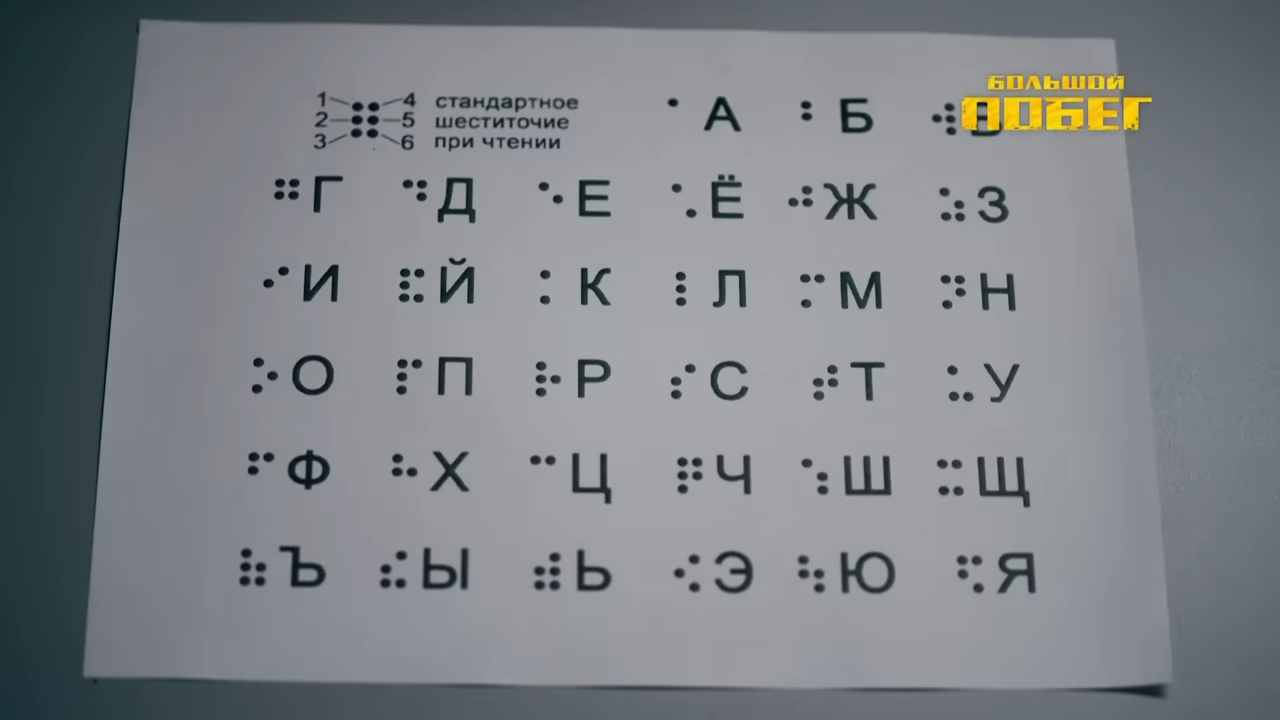 БОЛЬШОЙ
ПОБЕГ
1 4 стандартное
2 5 шеститочие
3 6 при чтении
⠁ А ⠃ Б ⠺ В
⠛ Г ⠙ Д ⠑ Е ⠡ Ё ⠚ Ж ⠵ З
⠊ И ⠯ Й ⠅ К ⠇ Л ⠍ М ⠝ Н
⠕ О ⠏ П ⠗ Р ⠎ С ⠞ Т ⠥ У
⠋ Ф ⠓ Х ⠉ Ц ⠟ Ч ⠱ Ш ⠭ Щ
⠷ Ъ ⠮ Ы ⠾ Ь ⠪ Э ⠳ Ю ⠫ Я